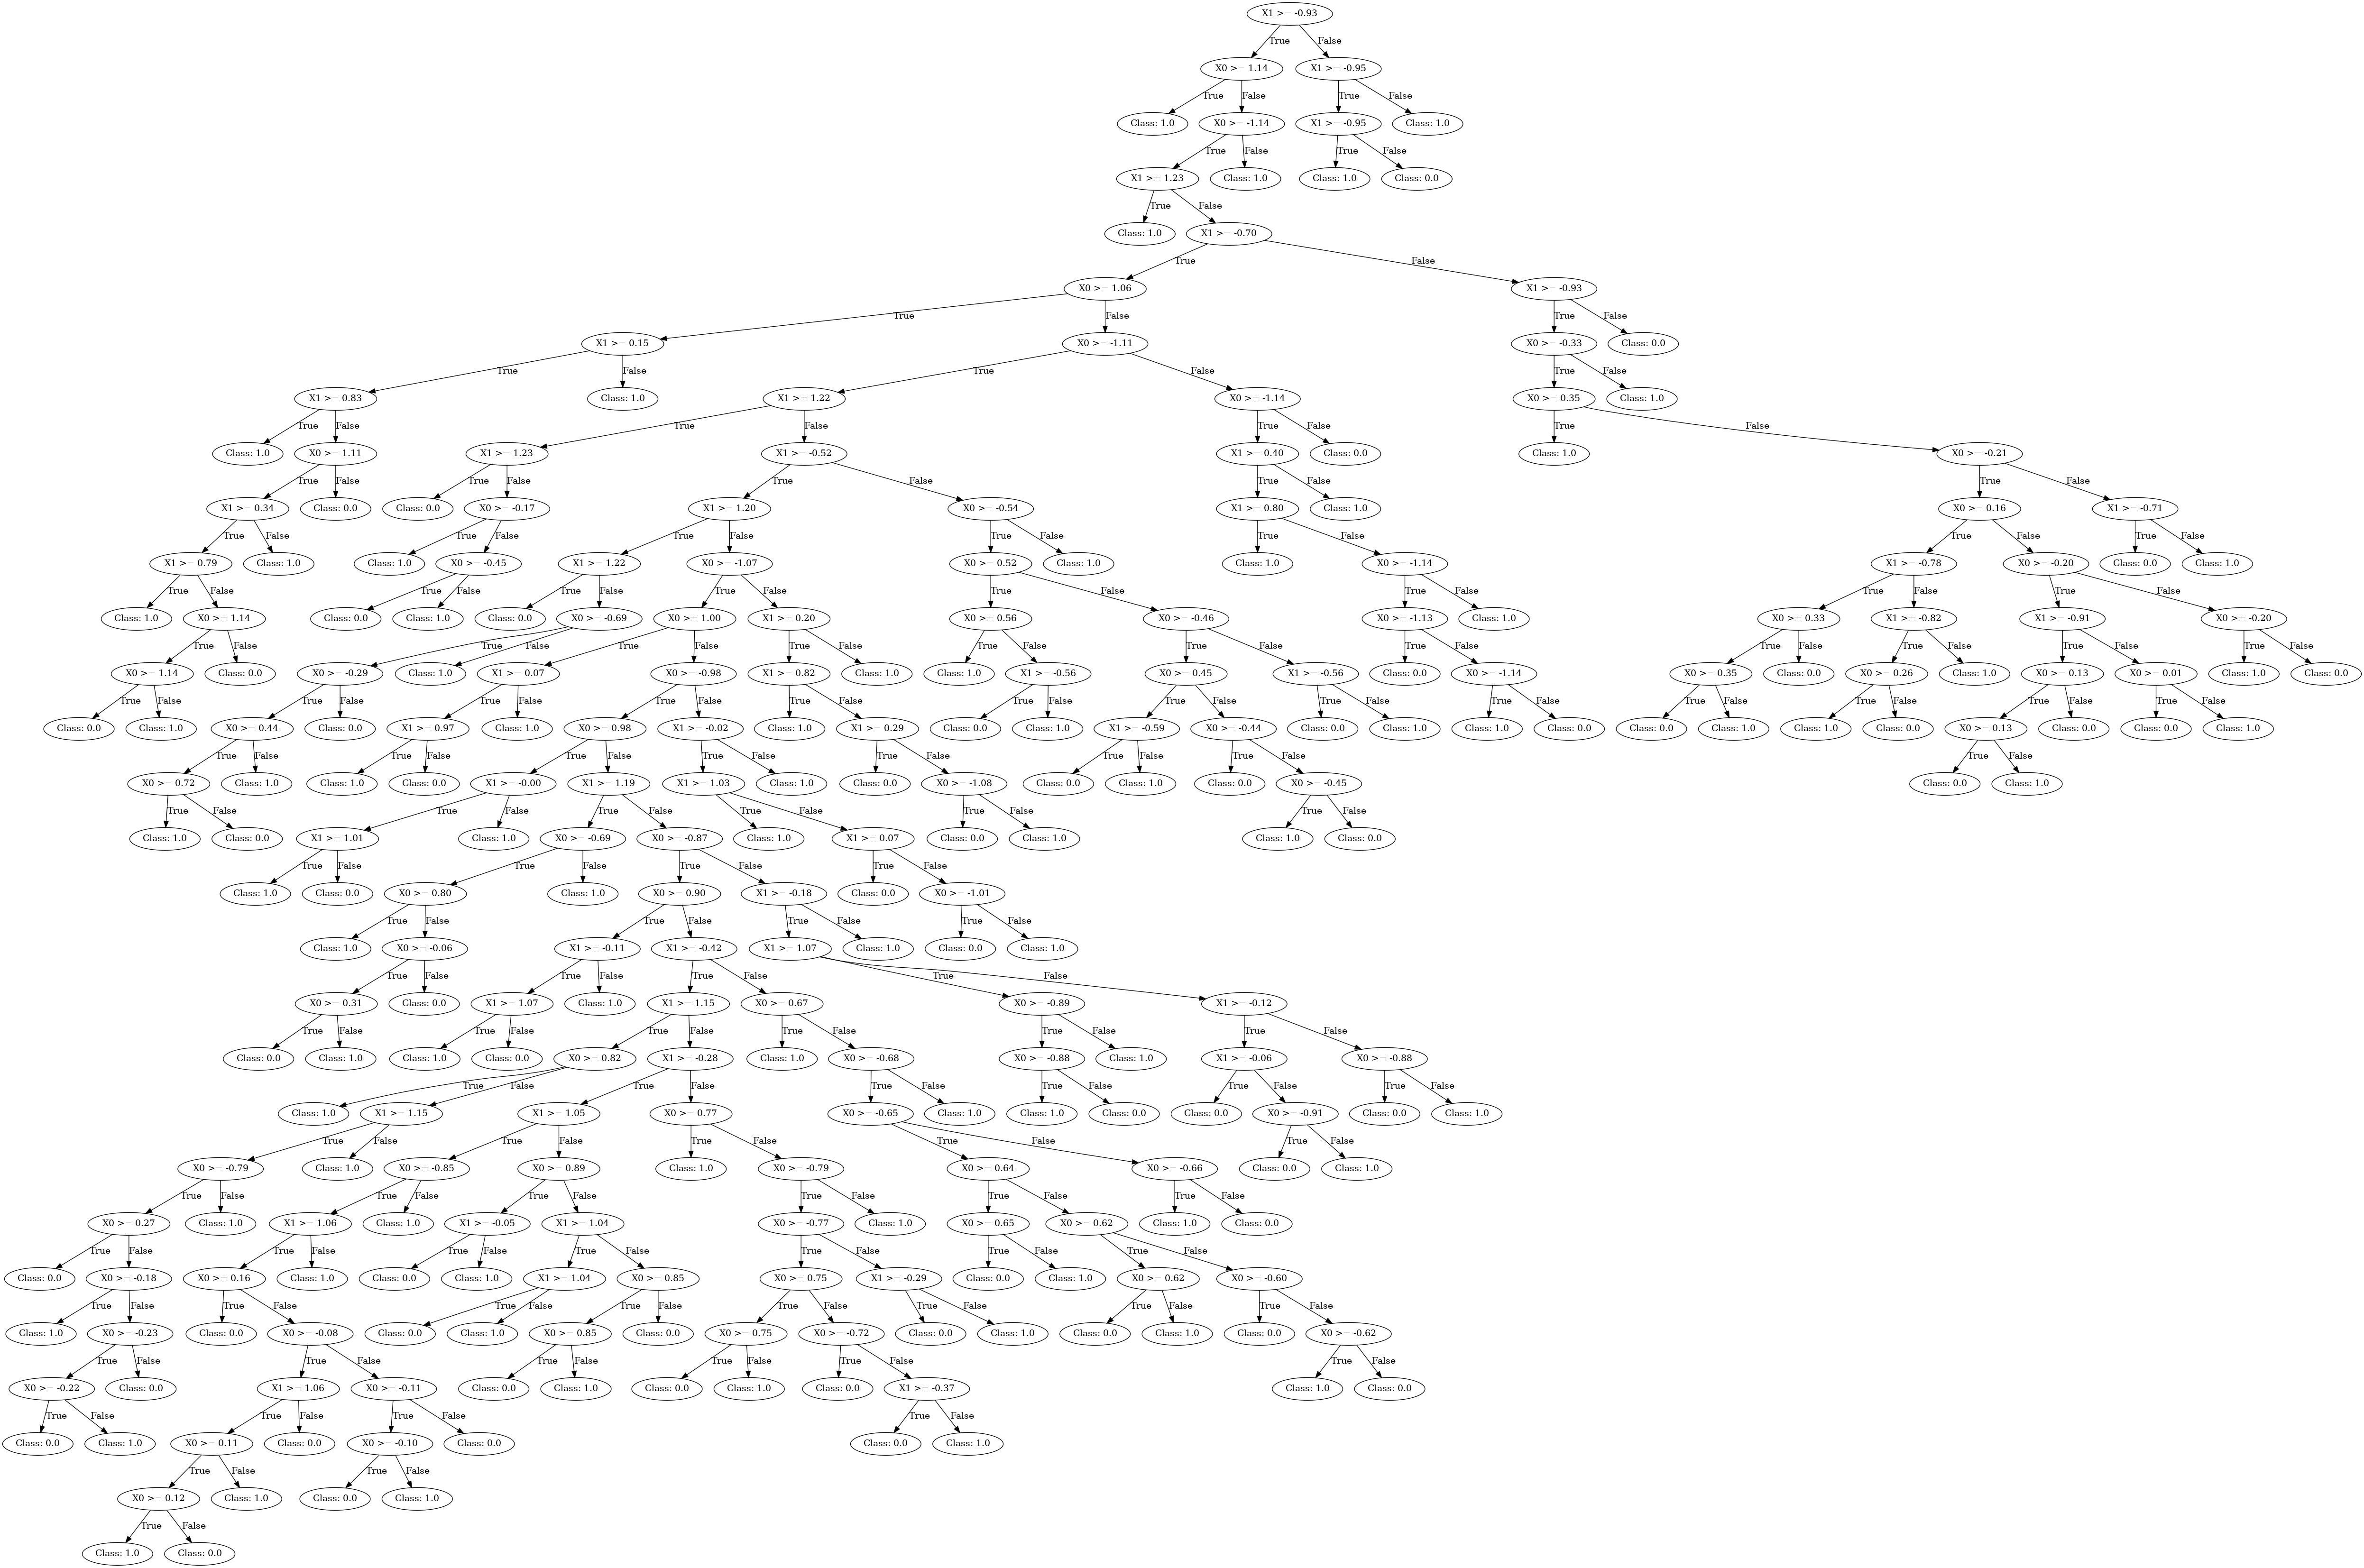 X1 >= -0.93
True False
X0 >= 1.14 X1 >= -0.95
True False True False
Class: 1.0 X0 >= -1.14 X1 >= -0.95 Class: 1.0
True False True False
X1 >= 1.23 Class: 1.0 Class: 1.0 Class: 0.0
True False
Class: 1.0 X1 >= -0.70
True False
X0 >= 1.06 X1 >= -0.93
True False True False
X1 >= 0.15 X0 >= -1.11 X0 >= -0.33 Class: 0.0
True False True False True False
X1 >= 0.83 Class: 1.0 X1 >= 1.22 X0 >= -1.14 X0 >= 0.35 Class: 1.0
True False True False True False True False
Class: 1.0 X0 >= 1.11 X1 >= 1.23 X1 >= -0.52 X1 >= 0.40 Class: 0.0 Class: 1.0 X0 >= -0.21
True False True False True False True False True False
X1 >= 0.34 Class: 0.0 Class: 0.0 X0 >= -0.17 X1 >= 1.20 X0 >= -0.54 X1 >= 0.80 Class: 1.0 X0 >= 0.16 X1 >= -0.71
True False True False True False True False True False True False True False
X1 >= 0.79 Class: 1.0 Class: 1.0 X0 >= -0.45 X1 >= 1.22 X0 >= -1.07 X0 >= 0.52 Class: 1.0 Class: 1.0 X0 >= -1.14 X1 >= -0.78 X0 >= -0.20 Class: 0.0 Class: 1.0
True False True False True False True False True False True False True False True False
Class: 1.0 X0 >= 1.14 Class: 0.0 Class: 1.0 Class: 0.0 X0 >= -0.69 X0 >= 1.00 X1 >= 0.20 X0 >= 0.56 X0 >= -0.46 X0 >= -1.13 Class: 1.0 X0 >= 0.33 X1 >= -0.82 X1 >= -0.91 X0 >= -0.20
True False True False True False True False True False True False True False True False True False True False True False
X0 >= 1.14 Class: 0.0 X0 >= -0.29 Class: 1.0 X1 >= 0.07 X0 >= -0.98 X1 >= 0.82 Class: 1.0 Class: 1.0 X1 >= -0.56 X0 >= 0.45 X1 >= -0.56 Class: 0.0 X0 >= -1.14 X0 >= 0.35 Class: 0.0 X0 >= 0.26 Class: 1.0 X0 >= 0.13 X0 >= 0.01 Class: 1.0 Class: 0.0
True False True False True False True False True False True False True False True False True False True False True False True False True False
Class: 0.0 Class: 1.0 X0 >= 0.44 Class: 0.0 X1 >= 0.97 Class: 1.0 X0 >= 0.98 X1 >= -0.02 Class: 1.0 X1 >= 0.29 Class: 0.0 Class: 1.0 X1 >= -0.59 X0 >= -0.44 Class: 0.0 Class: 1.0 Class: 1.0 Class: 0.0 Class: 0.0 Class: 1.0 Class: 1.0 Class: 0.0 X0 >= 0.13 Class: 0.0 Class: 0.0 Class: 1.0
True False True False True False True False True False True False True False True False
X0 >= 0.72 Class: 1.0 Class: 1.0 Class: 0.0 X1 >= -0.00 X1 >= 1.19 X1 >= 1.03 Class: 1.0 Class: 0.0 X0 >= -1.08 Class: 0.0 Class: 1.0 Class: 0.0 X0 >= -0.45 Class: 0.0 Class: 1.0
True False True False True False True False True False True False
Class: 1.0 Class: 0.0 X1 >= 1.01 Class: 1.0 X0 >= -0.69 X0 >= -0.87 Class: 1.0 X1 >= 0.07 Class: 0.0 Class: 1.0 Class: 1.0 Class: 0.0
True False True False True False True False
Class: 1.0 Class: 0.0 X0 >= 0.80 Class: 1.0 X0 >= 0.90 X1 >= -0.18 Class: 0.0 X0 >= -1.01
True False True False True False True False
Class: 1.0 X0 >= -0.06 X1 >= -0.11 X1 >= -0.42 X1 >= 1.07 Class: 1.0 Class: 0.0 Class: 1.0
True False True False True False True False
X0 >= 0.31 Class: 0.0 X1 >= 1.07 Class: 1.0 X1 >= 1.15 X0 >= 0.67 X0 >= -0.89 X1 >= -0.12
True False True False True False True False True False True False
Class: 0.0 Class: 1.0 Class: 1.0 Class: 0.0 X0 >= 0.82 X1 >= -0.28 Class: 1.0 X0 >= -0.68 X0 >= -0.88 Class: 1.0 X1 >= -0.06 X0 >= -0.88
True False True False True False True False True False True False
Class: 1.0 X1 >= 1.15 X1 >= 1.05 X0 >= 0.77 X0 >= -0.65 Class: 1.0 Class: 1.0 Class: 0.0 Class: 0.0 X0 >= -0.91 Class: 0.0 Class: 1.0
True False True False True False True False True False
X0 >= -0.79 Class: 1.0 X0 >= -0.85 X0 >= 0.89 Class: 1.0 X0 >= -0.79 X0 >= 0.64 X0 >= -0.66 Class: 0.0 Class: 1.0
True False True False True False True False True False True False
X0 >= 0.27 Class: 1.0 X1 >= 1.06 Class: 1.0 X1 >= -0.05 X1 >= 1.04 X0 >= -0.77 Class: 1.0 X0 >= 0.65 X0 >= 0.62 Class: 1.0 Class: 0.0
True False True False True False True False True False True False True False
Class: 0.0 X0 >= -0.18 X0 >= 0.16 Class: 1.0 Class: 0.0 Class: 1.0 X1 >= 1.04 X0 >= 0.85 X0 >= 0.75 X1 >= -0.29 Class: 0.0 Class: 1.0 X0 >= 0.62 X0 >= -0.60
True False True False True False True False True False True False True False True False
Class: 1.0 X0 >= -0.23 Class: 0.0 X0 >= -0.08 Class: 0.0 Class: 1.0 X0 >= 0.85 Class: 0.0 X0 >= 0.75 X0 >= -0.72 Class: 0.0 Class: 1.0 Class: 0.0 Class: 1.0 Class: 0.0 X0 >= -0.62
True False True False True False True False True False True False
X0 >= -0.22 Class: 0.0 X1 >= 1.06 X0 >= -0.11 Class: 0.0 Class: 1.0 Class: 0.0 Class: 1.0 Class: 0.0 X1 >= -0.37 Class: 1.0 Class: 0.0
True False True False True False True False
Class: 0.0 Class: 1.0 X0 >= 0.11 Class: 0.0 X0 >= -0.10 Class: 0.0 Class: 0.0 Class: 1.0
True False True False
X0 >= 0.12 Class: 1.0 Class: 0.0 Class: 1.0
True False
Class: 1.0 Class: 0.0